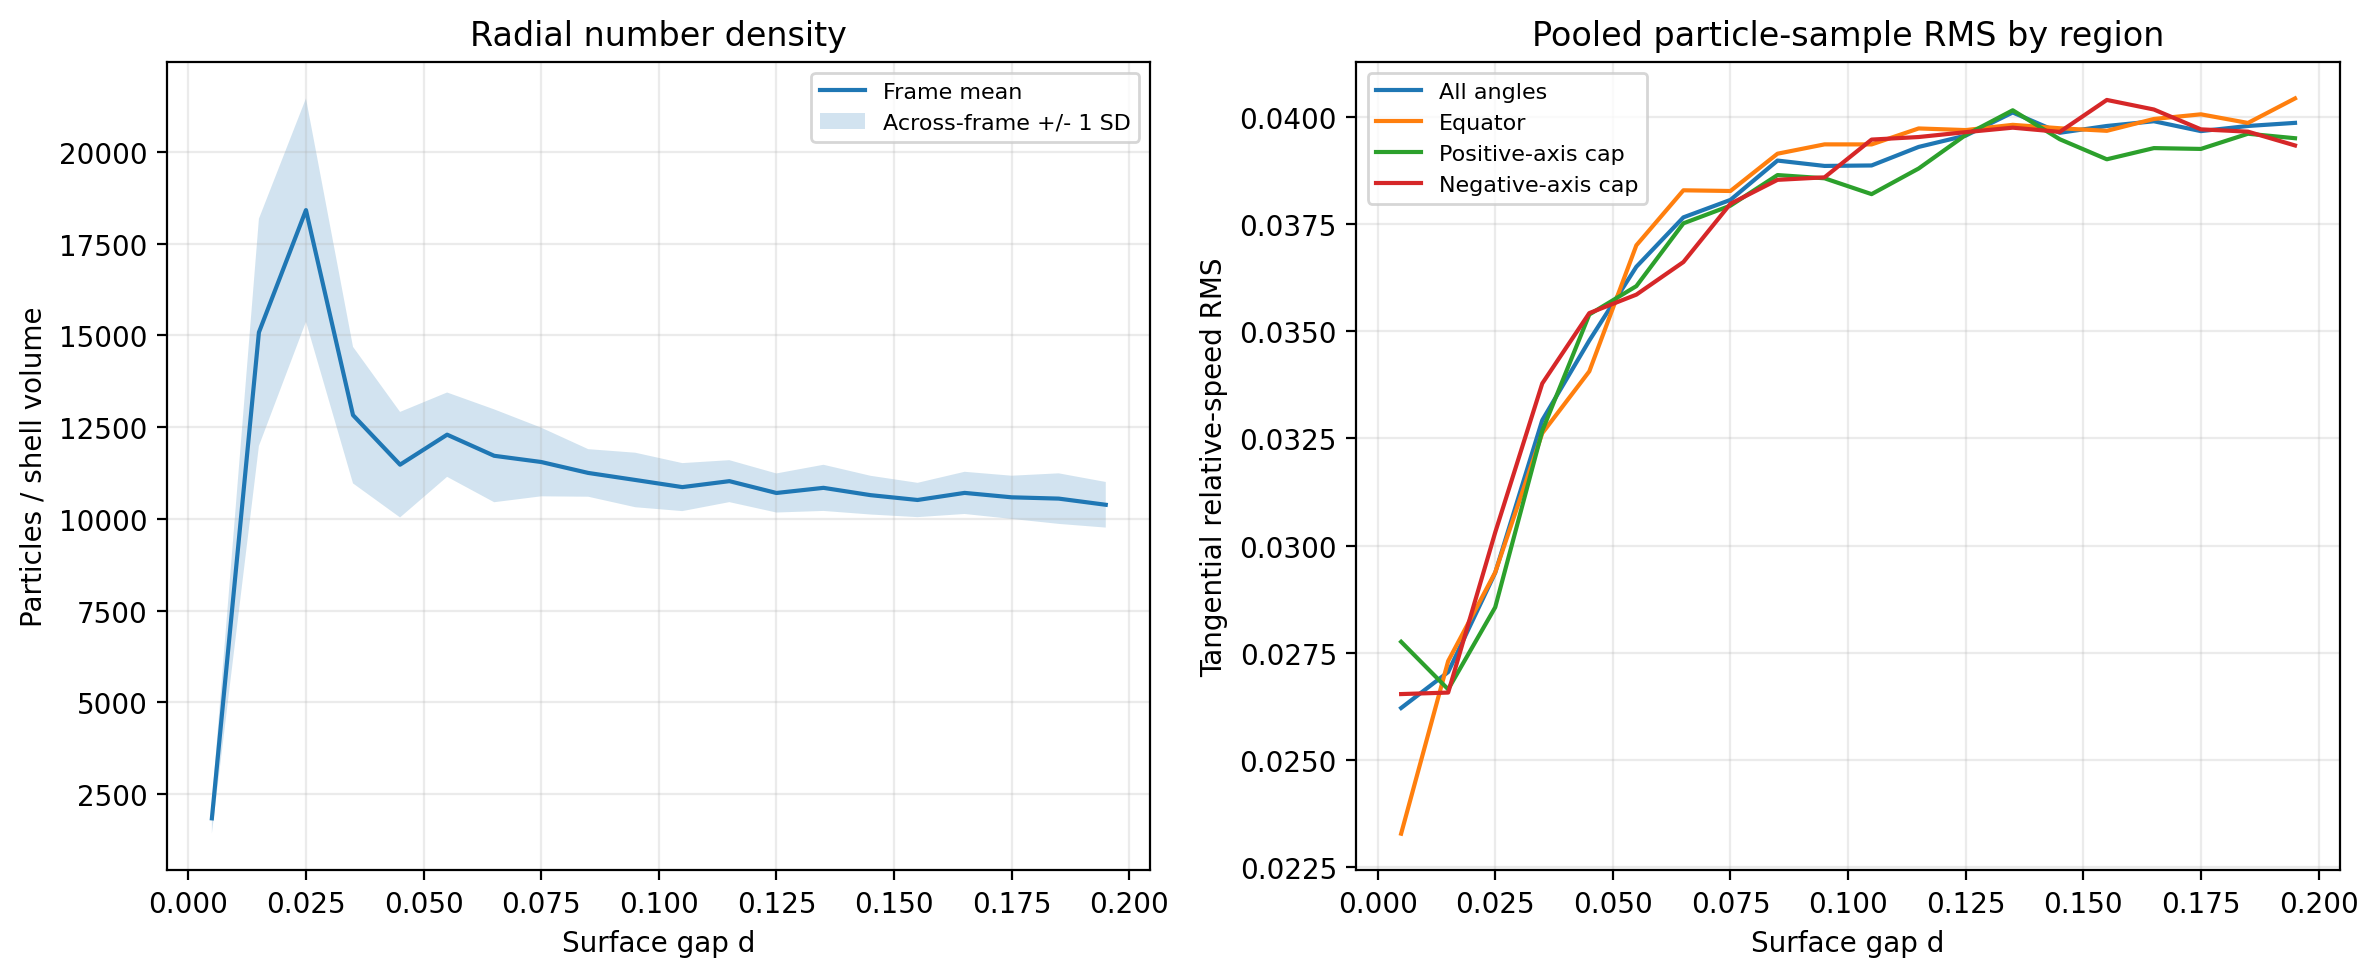 Radial number density
Frame mean
Across-frame +/- 1 SD
Particles / shell volume
20000
17500
15000
12500
10000
7500
5000
2500
0.000 0.025 0.050 0.075 0.100 0.125 0.150 0.175 0.200
Surface gap d
Pooled particle-sample RMS by region
All angles
Equator
Positive-axis cap
Negative-axis cap
Tangential relative-speed RMS
0.0400
0.0375
0.0350
0.0325
0.0300
0.0275
0.0250
0.0225
0.000 0.025 0.050 0.075 0.100 0.125 0.150 0.175 0.200
Surface gap d